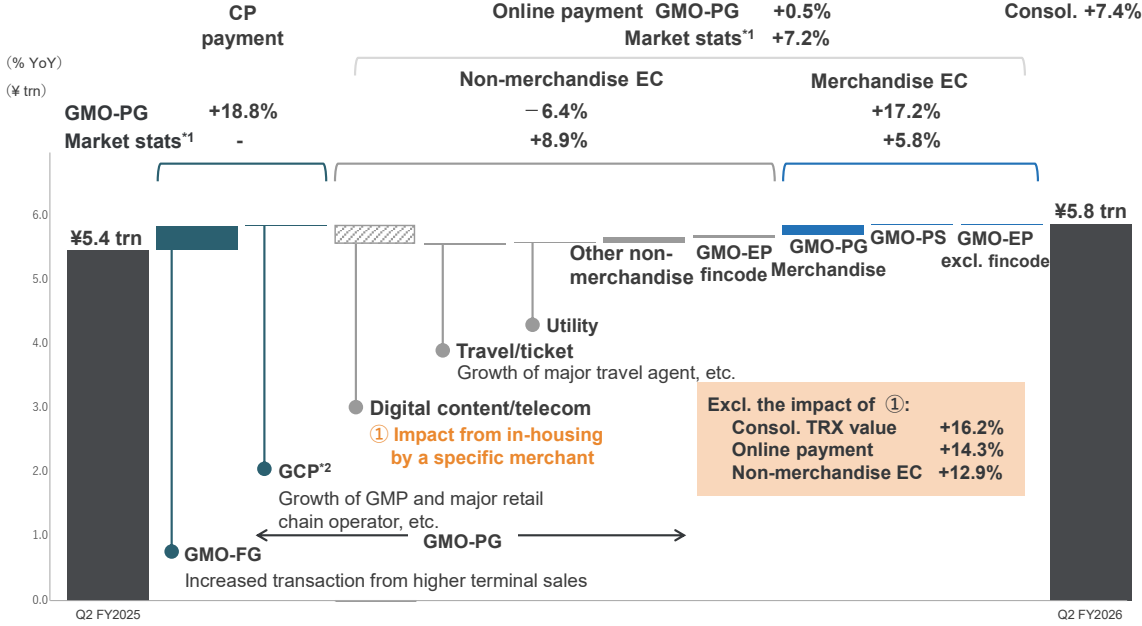 CP
payment
Online payment GMO-PG +0.5%
Market stats*1 +7.2%
Consol. +7.4%
(% YoY)
(¥ trn)
Non-merchandise EC
Merchandise EC
GMO-PG +18.8% －6.4% +17.2%
Market stats*1 - +8.9% +5.8%
6.0
5.0
4.0
3.0
2.0
1.0
0.0
¥5.4 trn
¥5.8 trn
Other non-
merchandise
GMO-EP
fincode
GMO-PG
Merchandise
GMO-PS
GMO-EP
excl. fincode
Utility
Travel/ticket
Growth of major travel agent, etc.
Digital content/telecom
① Impact from in-housing
by a specific merchant
Excl. the impact of ①:
Consol. TRX value +16.2%
Online payment +14.3%
Non-merchandise EC +12.9%
GCP*2
Growth of GMP and major retail
chain operator, etc.
GMO-PG
GMO-FG
Increased transaction from higher terminal sales
Q2 FY2025
Q2 FY2026